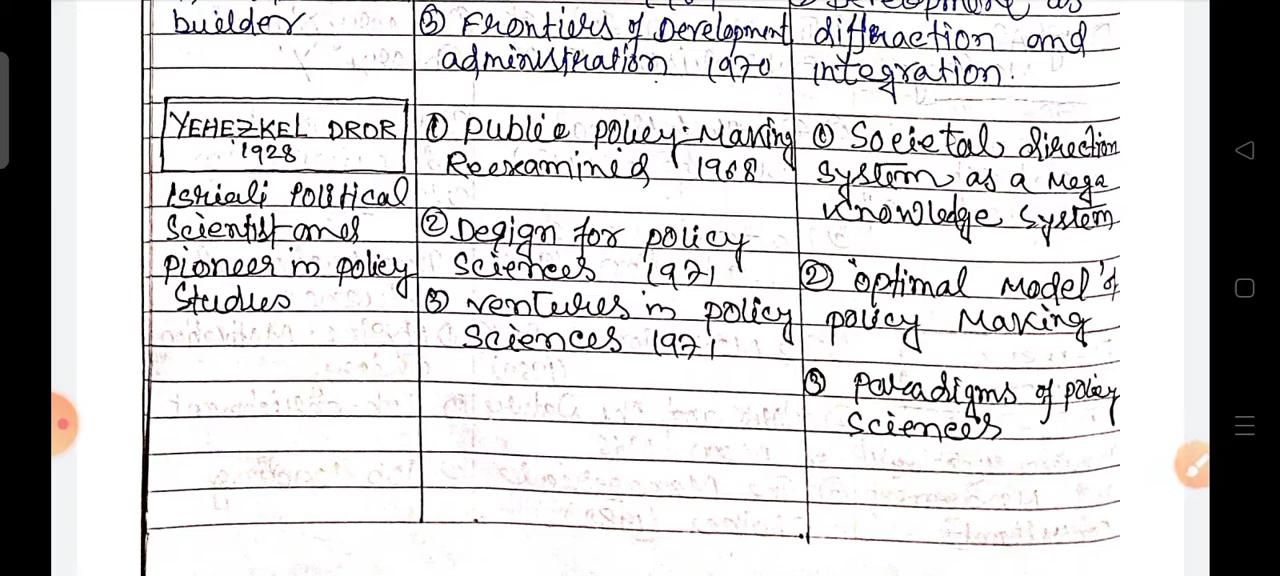 builder
③ Frontiers of Development
administration 1970
diffraction and
integration.
YEHEZKEL DROR
1928
Isriali Political
Scientist and
pioneer in policy
Studies
① Public policy-Making
Reexamined 1968
② Design for policy
Sciences 1971
③ ventures in policy
Sciences 1971
① Societal direction
system as a Mega
Knowledge System
② "optimal Model" of
policy Making
③ Paradigms of policy
Sciences